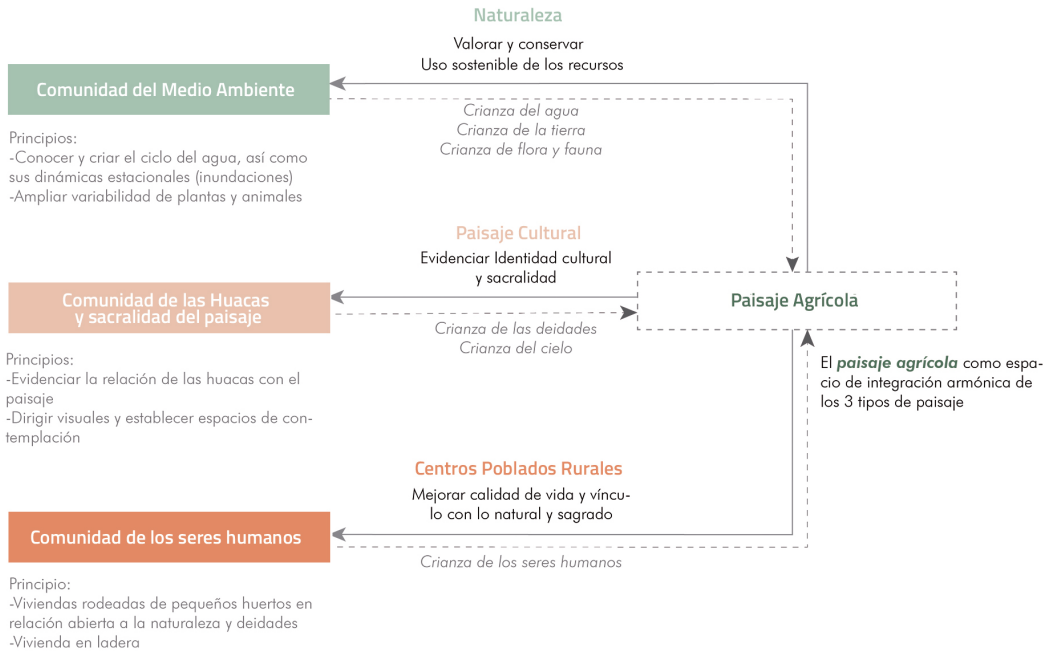 Naturaleza
Valorar y conservar
Uso sostenible de los recursos
Comunidad del Medio Ambiente
Crianza del agua
Crianza de la tierra
Crianza de flora y fauna
Principios:
-Conocer y criar el ciclo del agua, así como
sus dinámicas estacionales (inundaciones)
-Ampliar variabilidad de plantas y animales
Paisaje Cultural
Evidenciar Identidad cultural
y sacralidad
Comunidad de las Huacas
y sacralidad del paisaje
Crianza de las deidades
Crianza del cielo
Paisaje Agrícola
Principios:
-Evidenciar la relación de las huacas con el
paisaje
-Dirigir visuales y establecer espacios de con-
templación
El paisaje agrícola como espa-
cio de integración armónica de
los 3 tipos de paisaje
Centros Poblados Rurales
Mejorar calidad de vida y víncu-
lo con lo natural y sagrado
Comunidad de los seres humanos
Crianza de los seres humanos
Principio:
-Viviendas rodeadas de pequeños huertos en
relación abierta a la naturaleza y deidades
-Vivienda en ladera